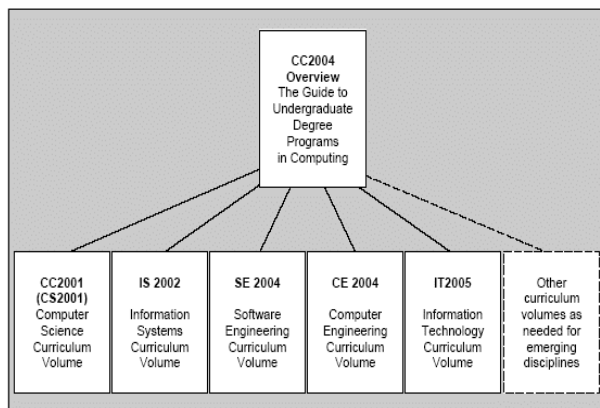 CC2004
Overview
The Guide to
Undergraduate
Degree
Programs
in Computing
CC2001
(CS2001)
Computer
Science
Curriculum
Volume
IS 2002
Information
Systems
Curriculum
Volume
SE 2004
Software
Engineering
Curriculum
Volume
CE 2004
Computer
Engineering
Curriculum
Volume
IT2005
Information
Technology
Curriculum
Volume
Other
curriculum
volumes as
needed for
emerging
disciplines